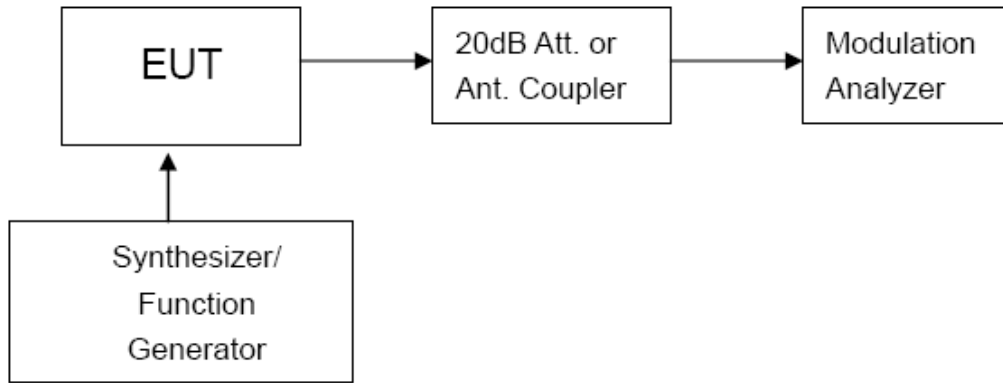 EUT
20dB Att. or
Ant. Coupler
Modulation
Analyzer
Synthesizer/
Function
Generator